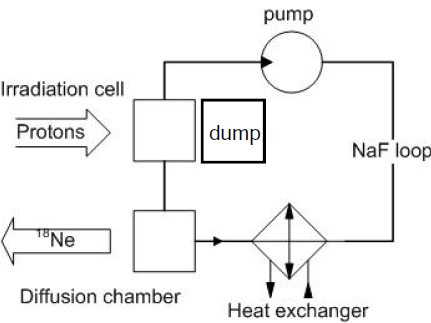 pump
Irradiation cell
Protons
dump
NaF loop
¹⁸Ne
Diffusion chamber
Heat exchanger